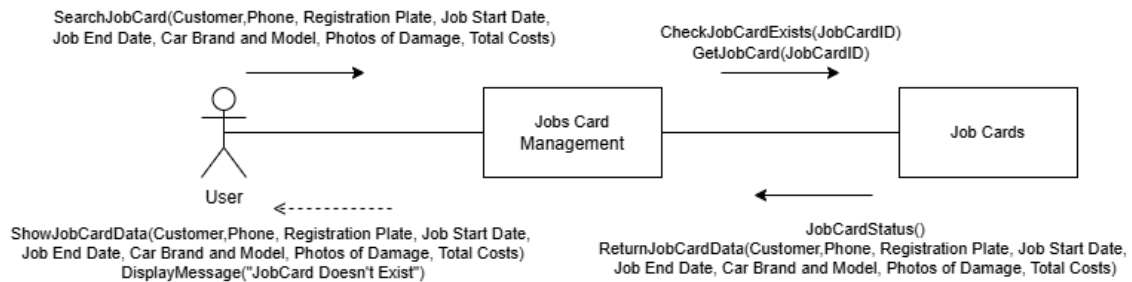 SearchJobCard(Customer,Phone, Registration Plate, Job Start Date,
Job End Date, Car Brand and Model, Photos of Damage, Total Costs)
CheckJobCardExists(JobCardID)
GetJobCard(JobCardID)
Jobs Card
Management
Job Cards
User
ShowJobCardData(Customer,Phone, Registration Plate, Job Start Date,
Job End Date, Car Brand and Model, Photos of Damage, Total Costs)
DisplayMessage("JobCard Doesn't Exist")
JobCardStatus()
ReturnJobCardData(Customer,Phone, Registration Plate, Job Start Date,
Job End Date, Car Brand and Model, Photos of Damage, Total Costs)